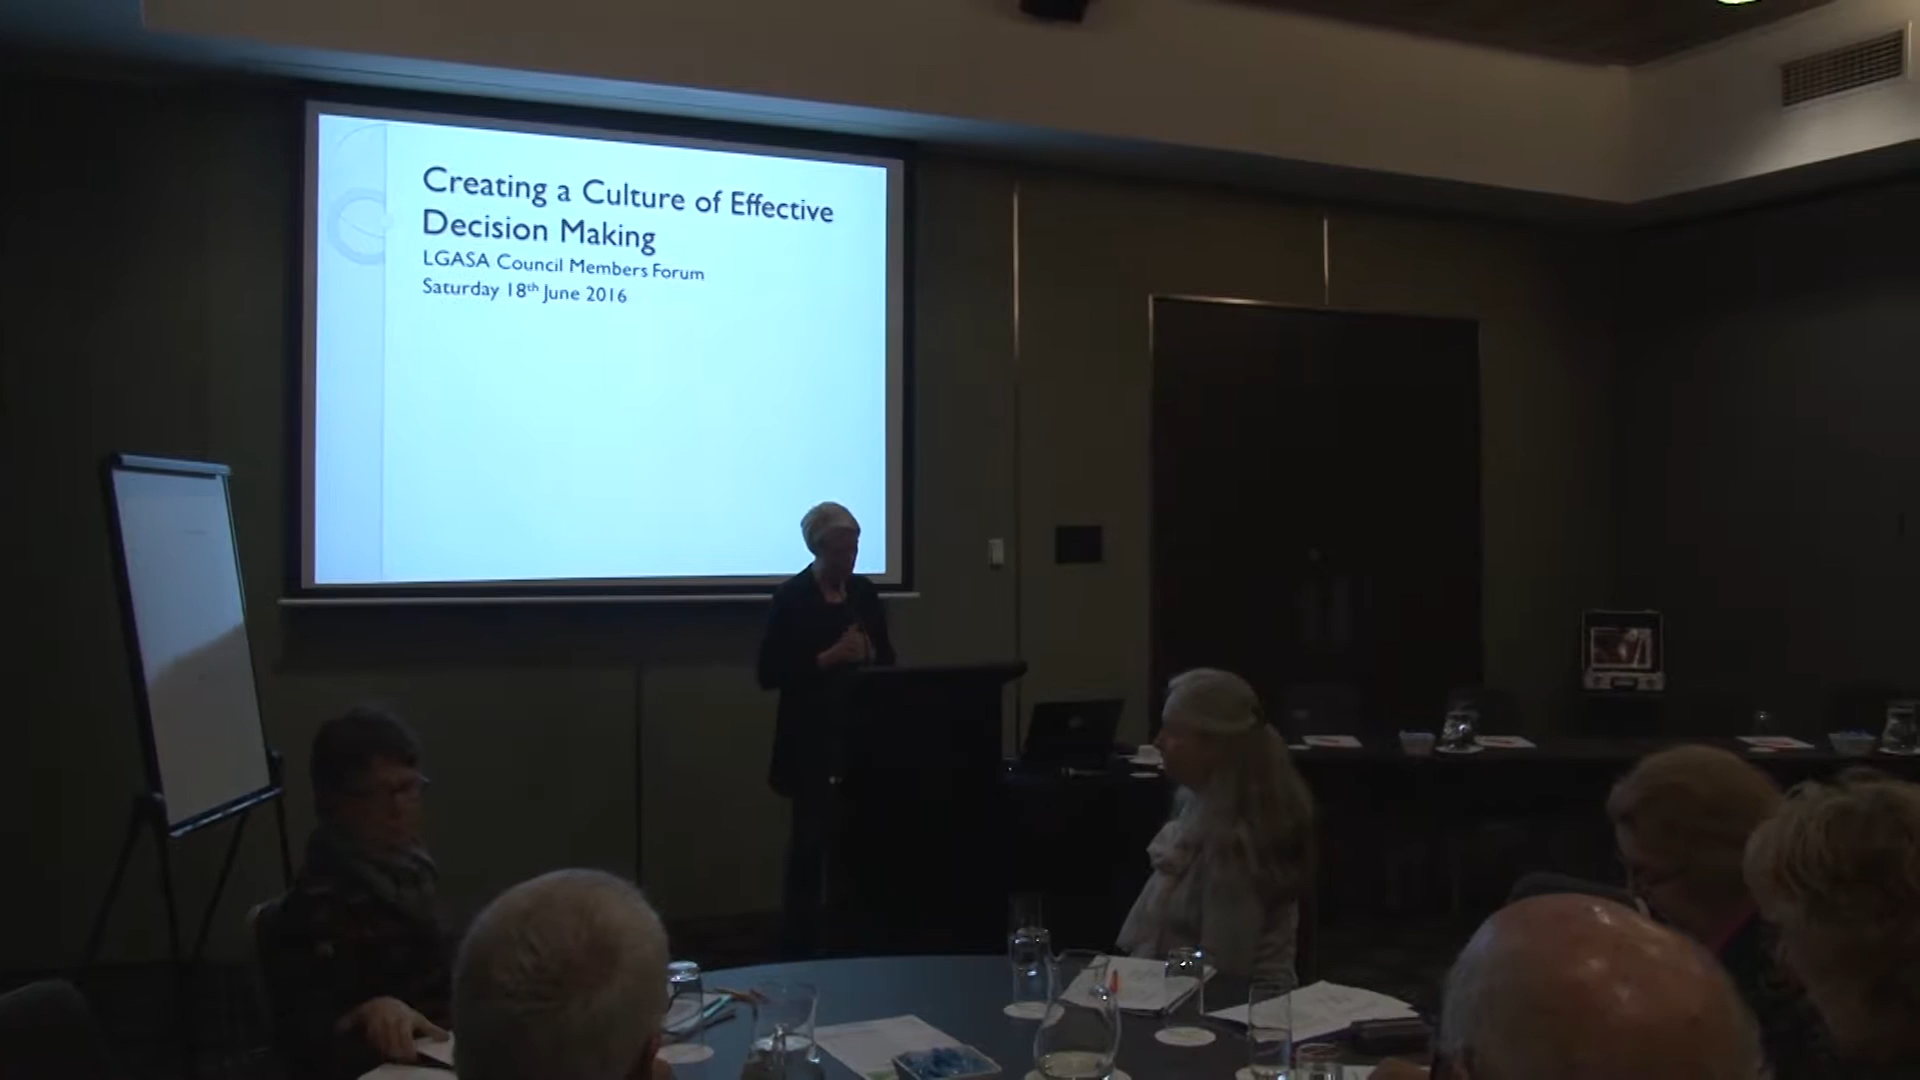 Creating a Culture of Effective
Decision Making
LGASA Council Members Forum
Saturday 18th June 2016